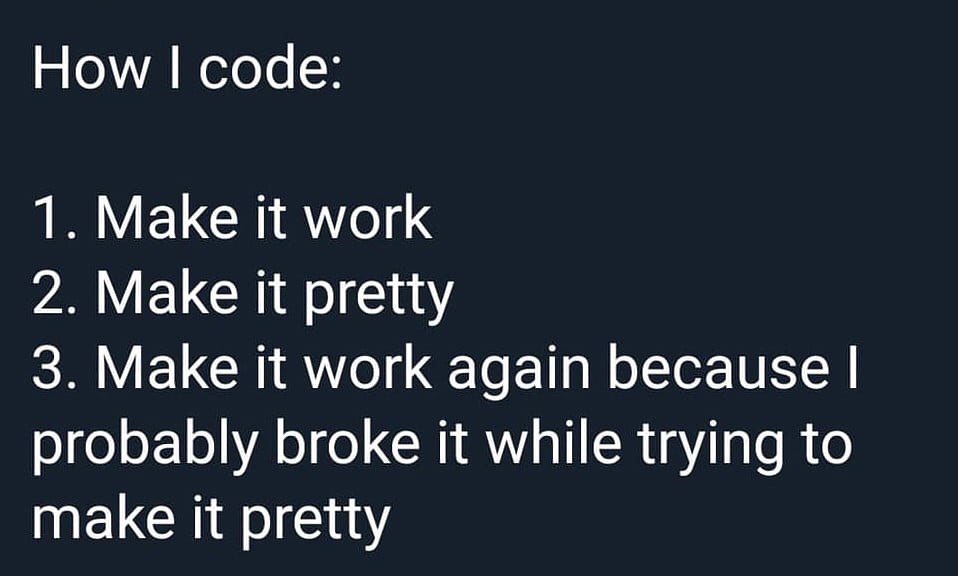 How I code:
1. Make it work
2. Make it pretty
3. Make it work again because I
probably broke it while trying to
make it pretty